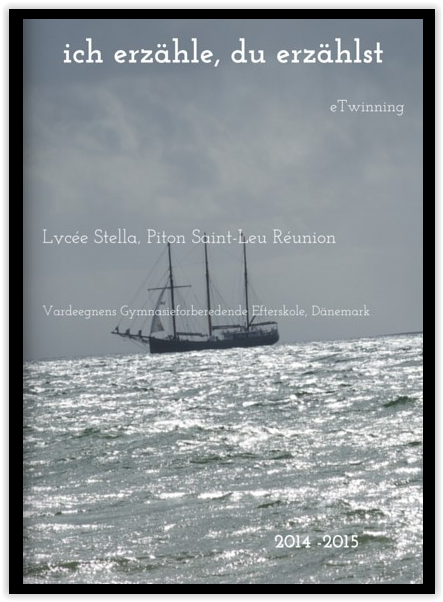 ich erzähle, du erzählst
eTwinning
Lycée Stella, Piton Saint-Leu Réunion
Vardeegnens Gymnasieforberedende Efterskole, Dänemark
2014 -2015